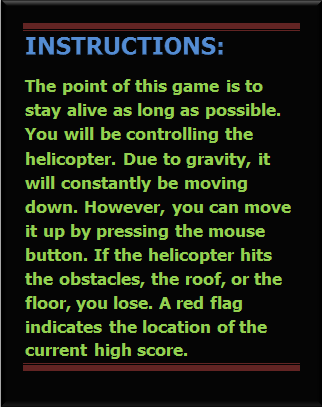 INSTRUCTIONS:
The point of this game is to
stay alive as long as possible.
You will be controlling the
helicopter. Due to gravity, it
will constantly be moving
down. However, you can move
it up by pressing the mouse
button. If the helicopter hits
the obstacles, the roof, or the
floor, you lose. A red flag
indicates the location of the
current high score.